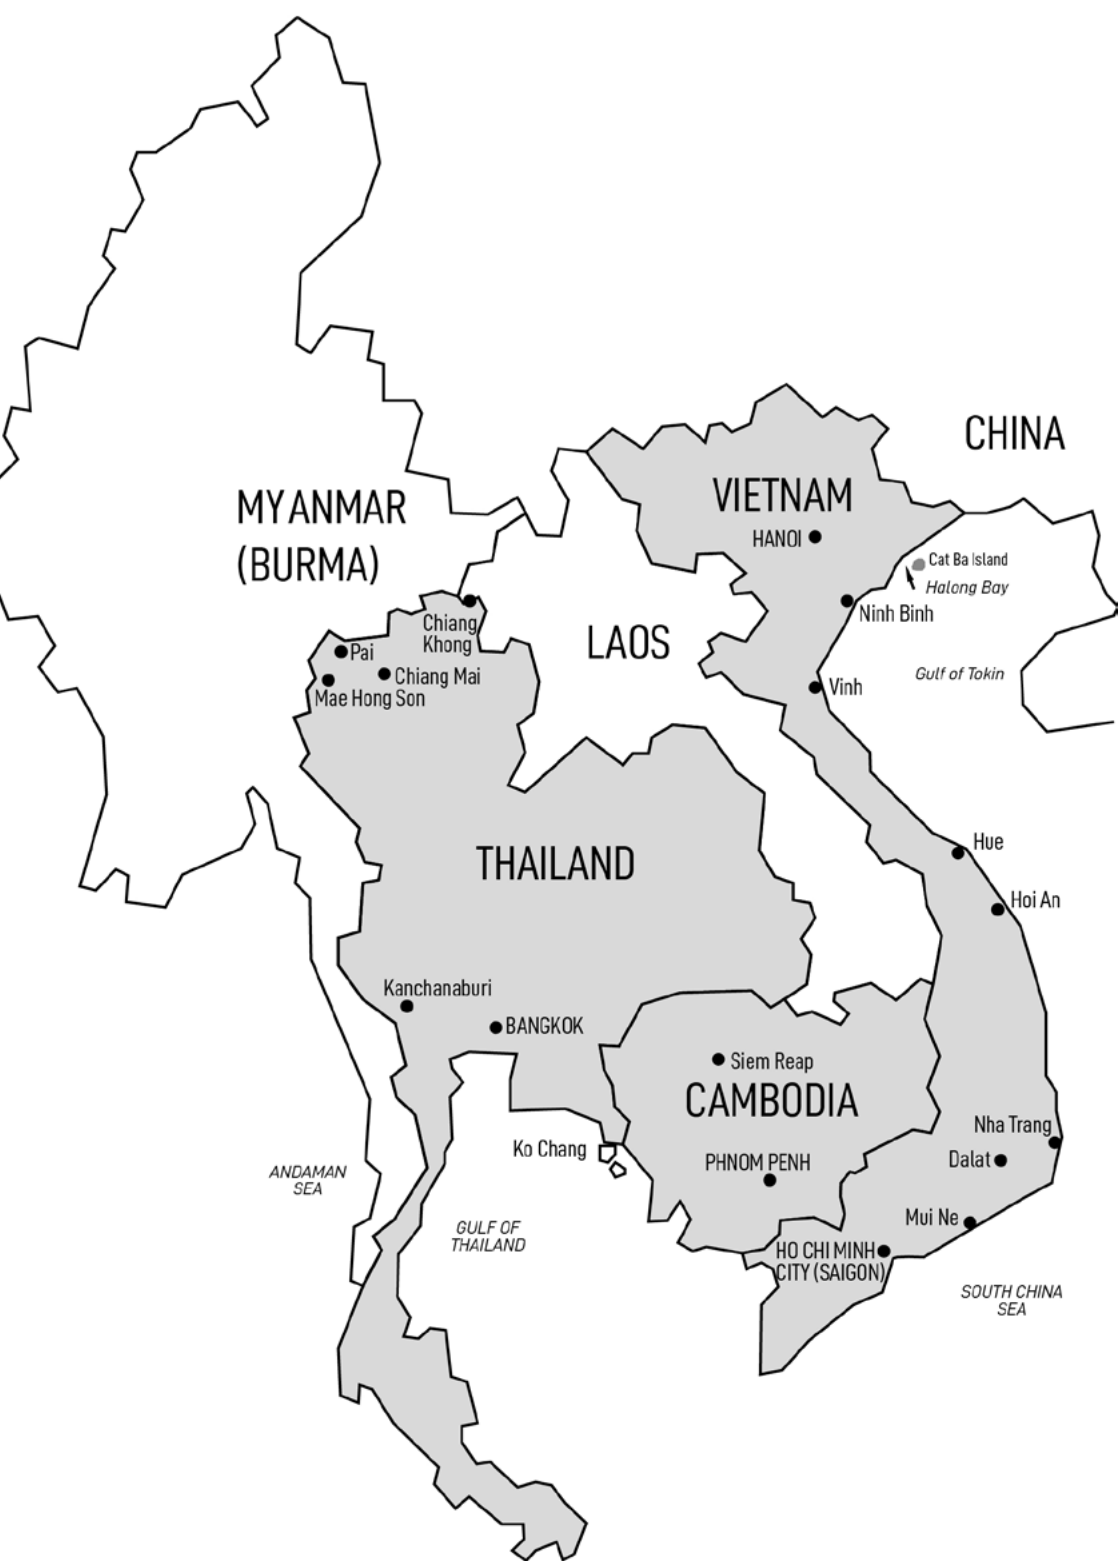 CHINA
VIETNAM
MYANMAR
(BURMA)
HANOI
Cat Ba Island
Halong Bay
Ninh Binh
Chiang
Khong
LAOS
Pai
Chiang Mai
Mae Hong Son
Gulf of Tokin
Vinh
Hue
THAILAND
Hoi An
Kanchanaburi
BANGKOK
Siem Reap
CAMBODIA
Nha Trang
Ko Chang
PHNOM PENH
Dalat
ANDAMAN
SEA
Mui Ne
GULF OF
THAILAND
HO CHI MINH
CITY (SAIGON)
SOUTH CHINA
SEA